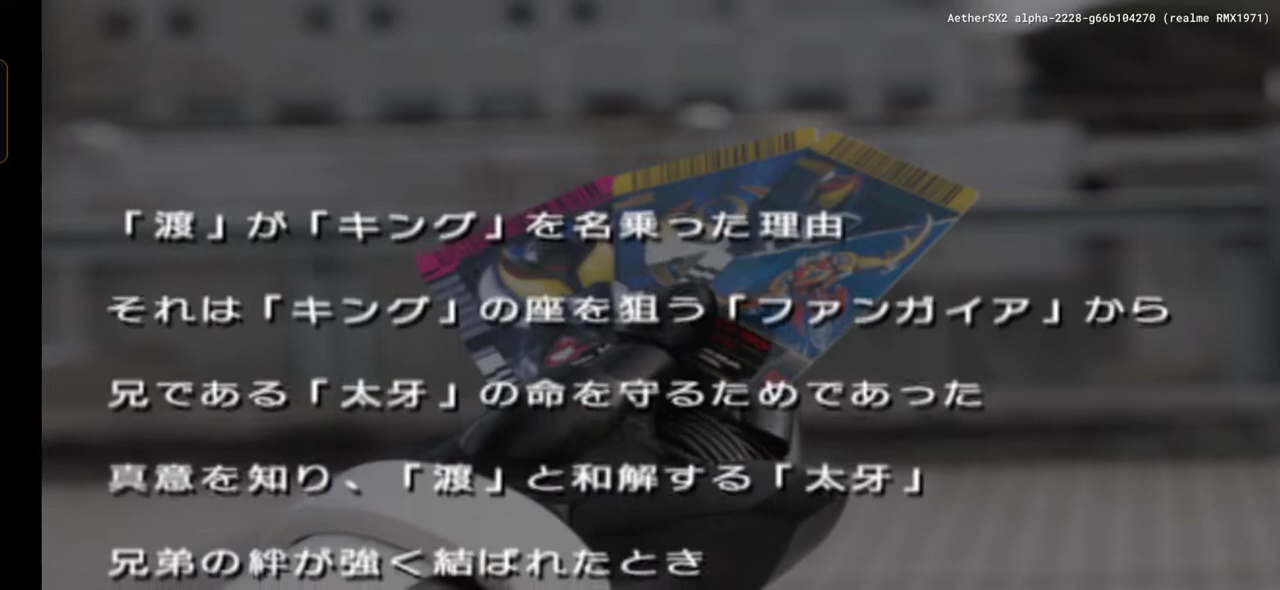 AetherSX2 alpha-2228-g66b104270 (realme RMX1971)
「渡」が「キング」を名乗った理由
それは「キング」の座を狙う「ファンガイア」から
兄である「太牙」の命を守るためであった
真意を知り、「渡」と和解する「太牙」
兄弟の絆が強く結ばれたとき